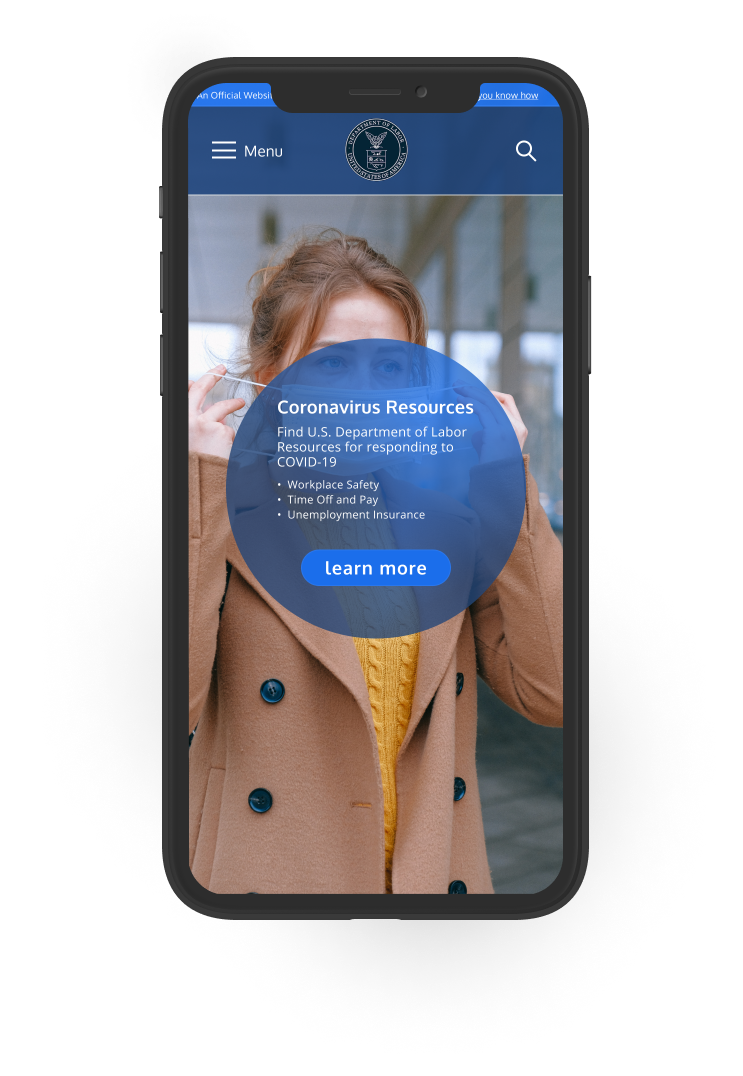 An Official Websi
you know how
Menu
DEPARTMENT OF LABOR
UNITED STATES OF AMERICA
Coronavirus Resources
Find U.S. Department of Labor
Resources for responding to
COVID-19
• Workplace Safety
• Time Off and Pay
• Unemployment Insurance
learn more